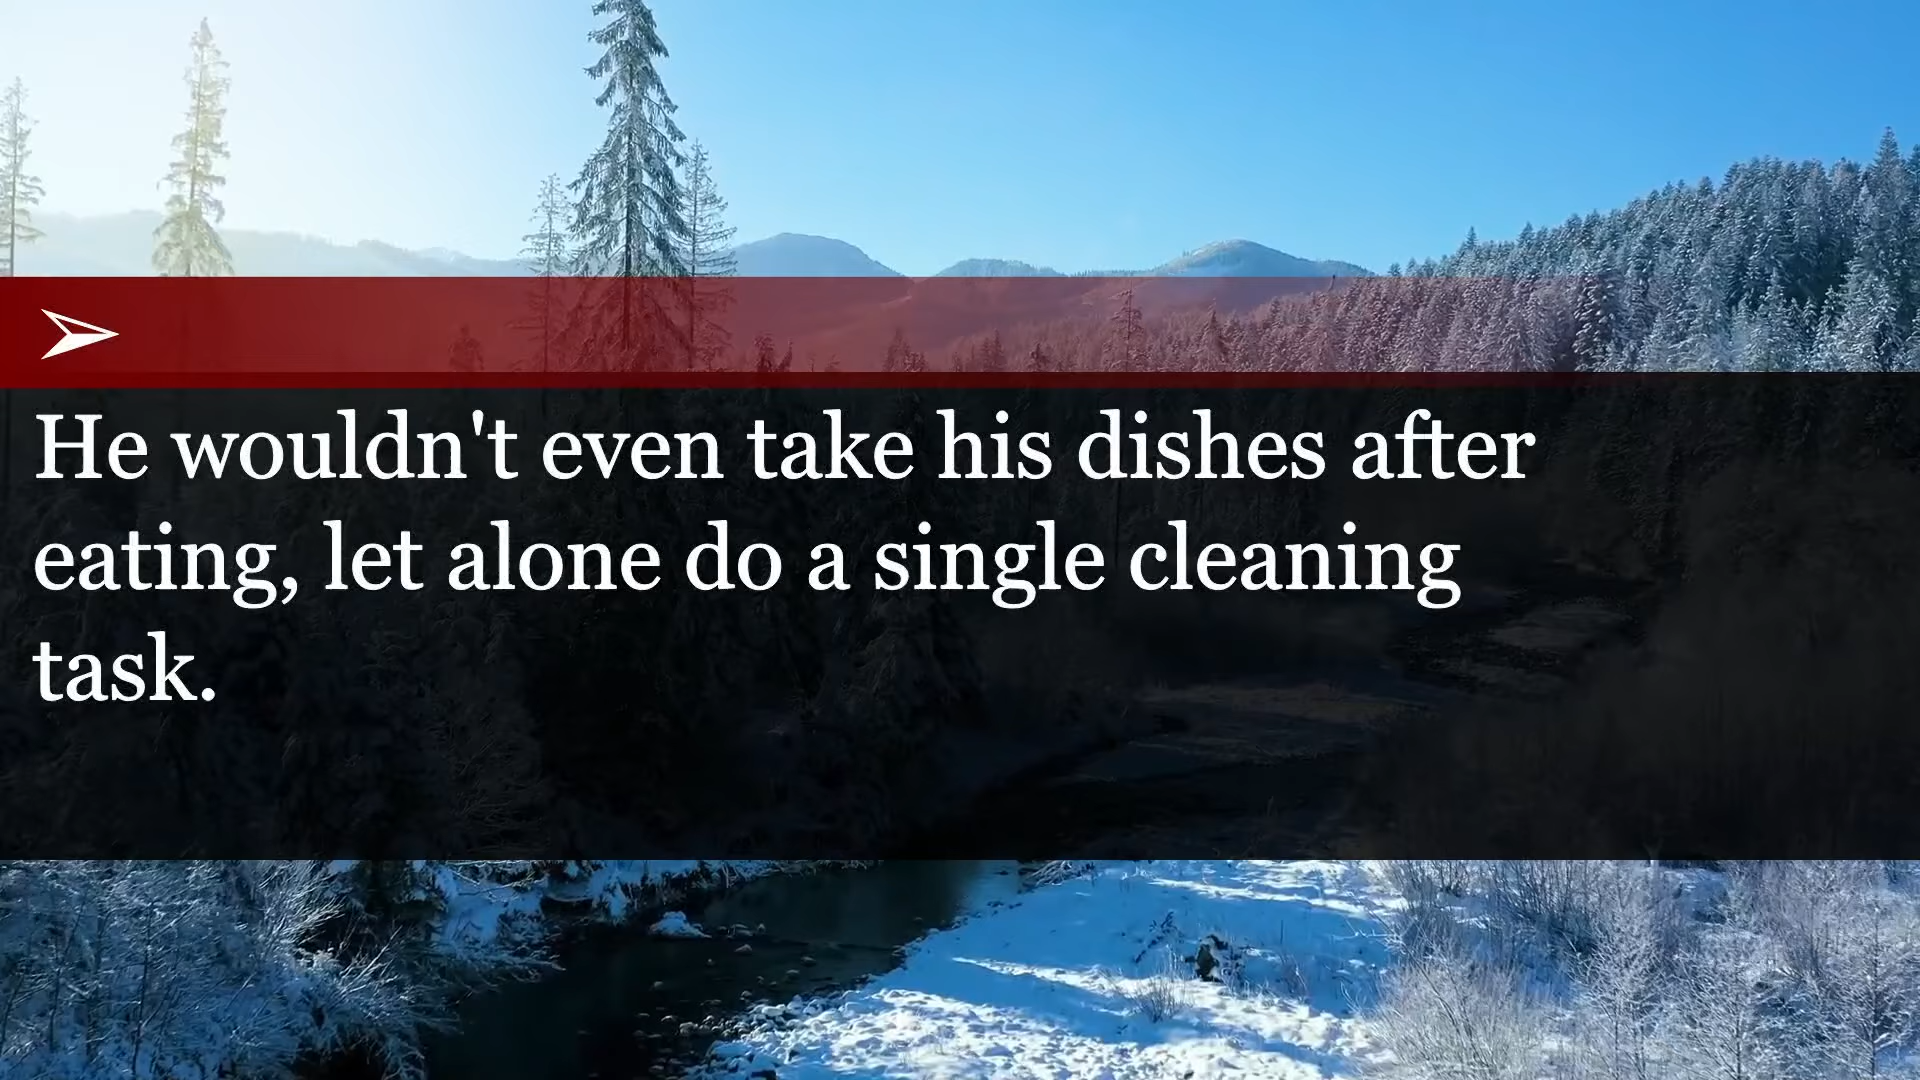 He wouldn't even take his dishes after
eating, let alone do a single cleaning
task.